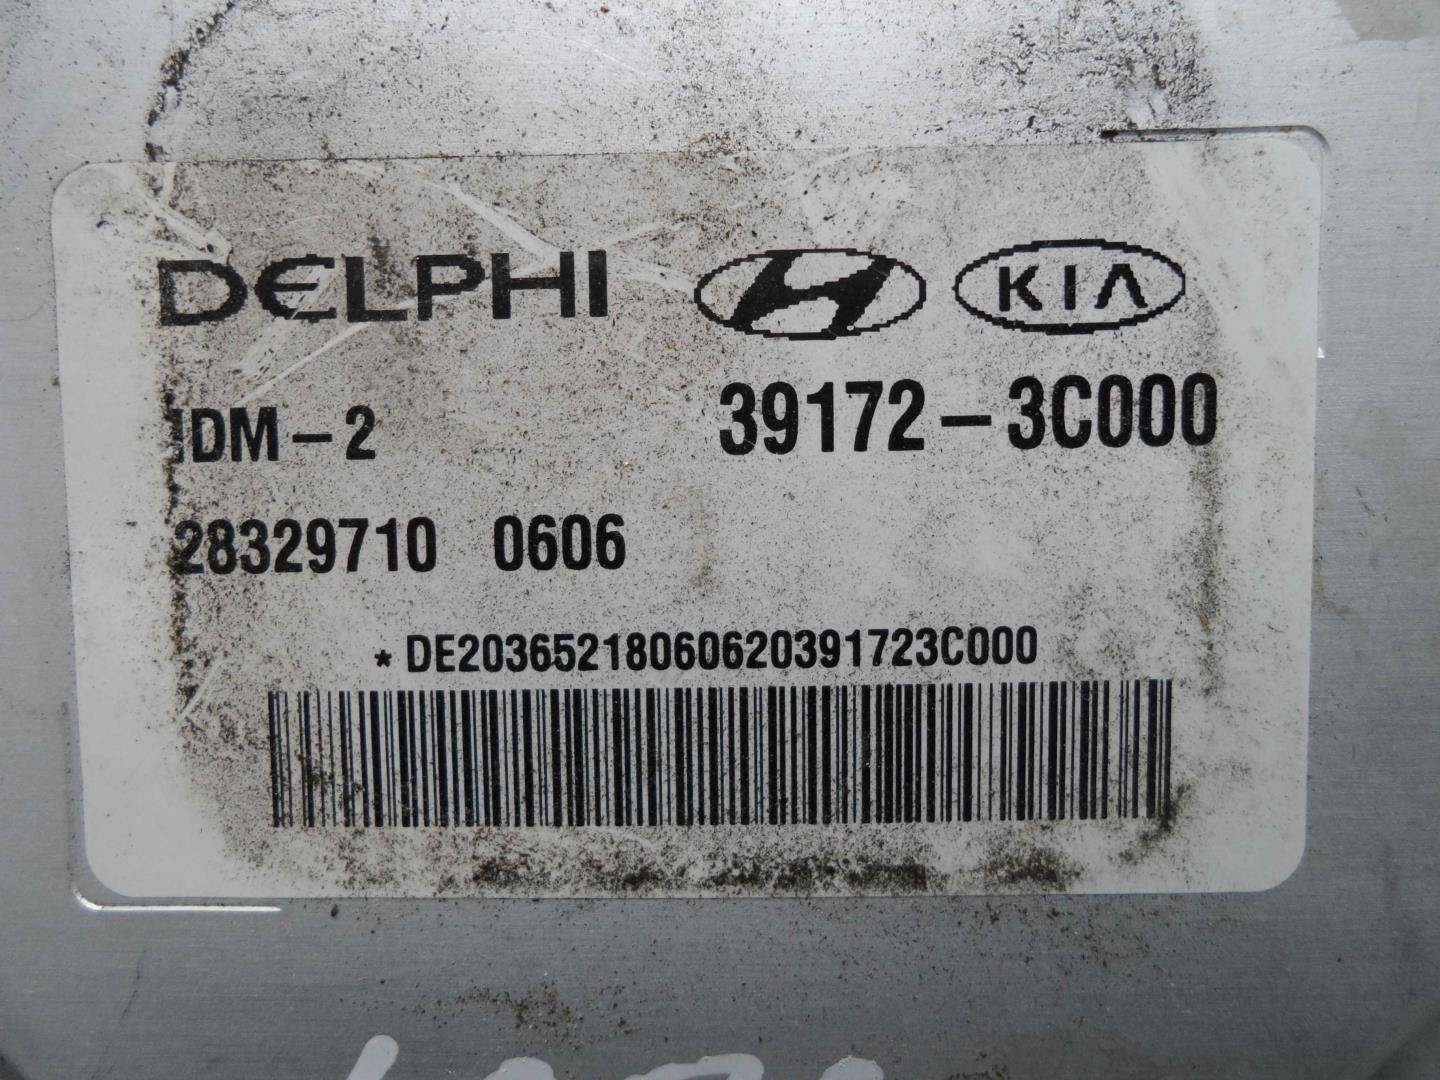 DELPHI H KIA
IDM-2 39172-3C000
28329710 0606
*DE20365218060620391723C000